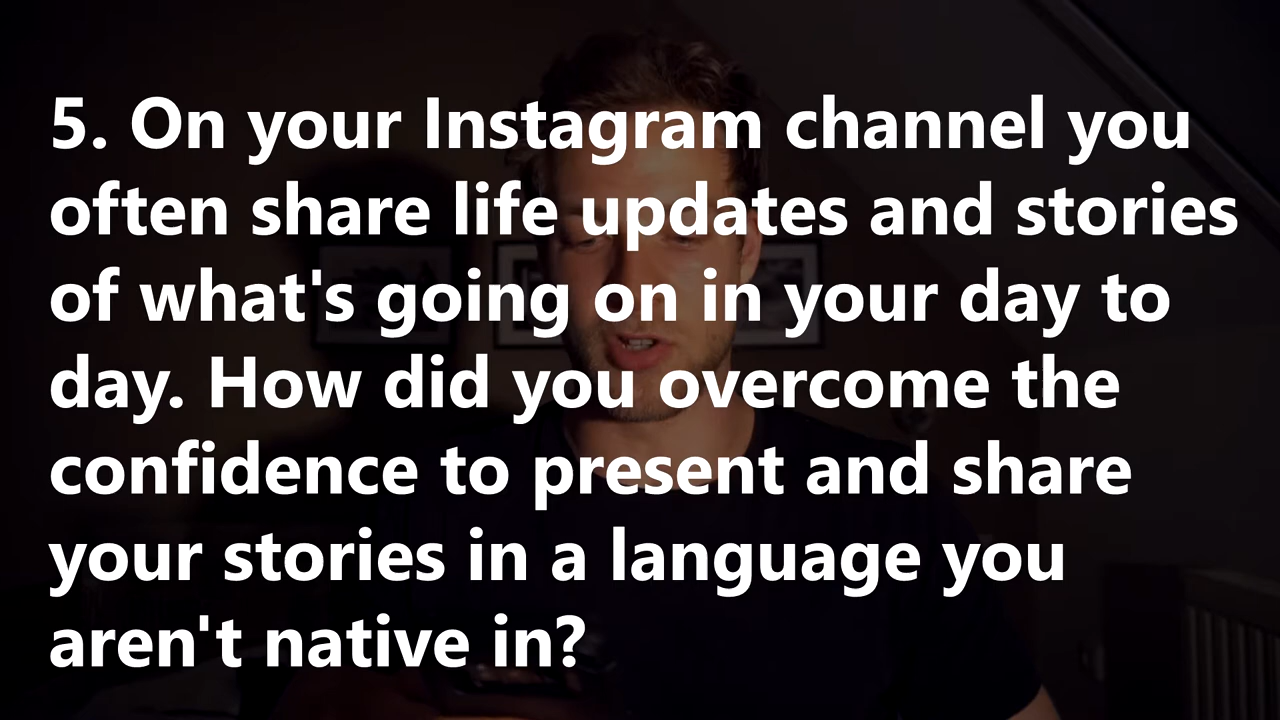 5. On your Instagram channel you
often share life updates and stories
of what's going on in your day to
day. How did you overcome the
confidence to present and share
your stories in a language you
aren't native in?